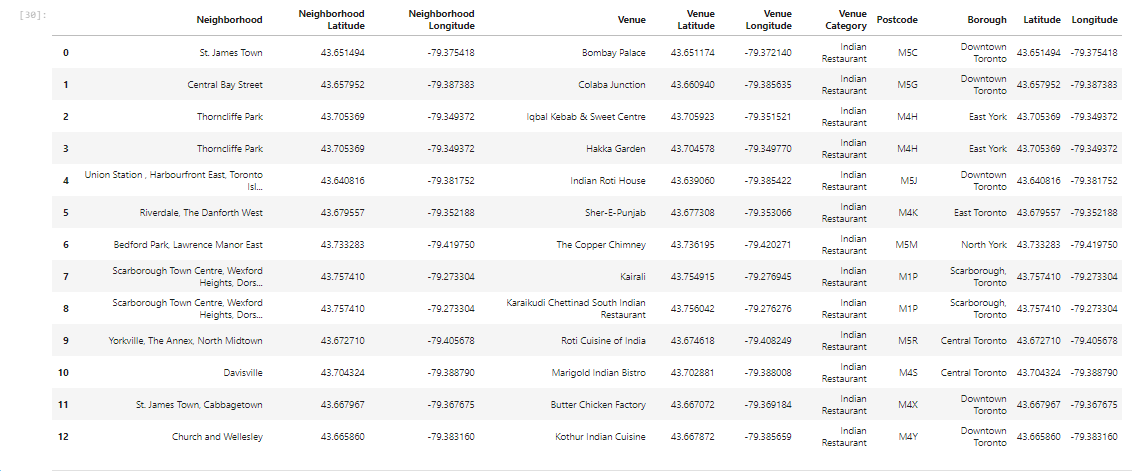 [30]:
Neighborhood Neighborhood Latitude Neighborhood Longitude Venue Venue Latitude Venue Longitude Venue Category Postcode Borough Latitude Longitude
0 St. James Town 43.651494 -79.375418 Bombay Palace 43.651174 -79.372140 Indian Restaurant M5C Downtown Toronto 43.651494 -79.375418
1 Central Bay Street 43.657952 -79.387383 Colaba Junction 43.660940 -79.385635 Indian Restaurant M5G Downtown Toronto 43.657952 -79.387383
2 Thorncliffe Park 43.705369 -79.349372 Iqbal Kebab & Sweet Centre 43.705923 -79.351521 Indian Restaurant M4H East York 43.705369 -79.349372
3 Thorncliffe Park 43.705369 -79.349372 Hakka Garden 43.704578 -79.349770 Indian Restaurant M4H East York 43.705369 -79.349372
4 Union Station , Harbourfront East, Toronto Isl... 43.640816 -79.381752 Indian Roti House 43.639060 -79.385422 Indian Restaurant M5J Downtown Toronto 43.640816 -79.381752
5 Riverdale, The Danforth West 43.679557 -79.352188 Sher-E-Punjab 43.677308 -79.353066 Indian Restaurant M4K East Toronto 43.679557 -79.352188
6 Bedford Park, Lawrence Manor East 43.733283 -79.419750 The Copper Chimney 43.736195 -79.420271 Indian Restaurant M5M North York 43.733283 -79.419750
7 Scarborough Town Centre, Wexford Heights, Dors... 43.757410 -79.273304 Kairali 43.754915 -79.276945 Indian Restaurant M1P Scarborough, Toronto 43.757410 -79.273304
8 Scarborough Town Centre, Wexford Heights, Dors... 43.757410 -79.273304 Karaikudi Chettinad South Indian Restaurant 43.756042 -79.276276 Indian Restaurant M1P Scarborough, Toronto 43.757410 -79.273304
9 Yorkville, The Annex, North Midtown 43.672710 -79.405678 Roti Cuisine of India 43.674618 -79.408249 Indian Restaurant M5R Central Toronto 43.672710 -79.405678
10 Davisville 43.704324 -79.388790 Marigold Indian Bistro 43.702881 -79.388008 Indian Restaurant M4S Central Toronto 43.704324 -79.388790
11 St. James Town, Cabbagetown 43.667967 -79.367675 Butter Chicken Factory 43.667072 -79.369184 Indian Restaurant M4X Downtown Toronto 43.667967 -79.367675
12 Church and Wellesley 43.665860 -79.383160 Kothur Indian Cuisine 43.667872 -79.385659 Indian Restaurant M4Y Downtown Toronto 43.665860 -79.383160